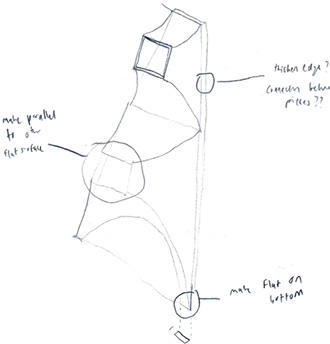 thicken edge?
connection between
pieces??
make parallel
to other
flat surface
make flat on
bottom